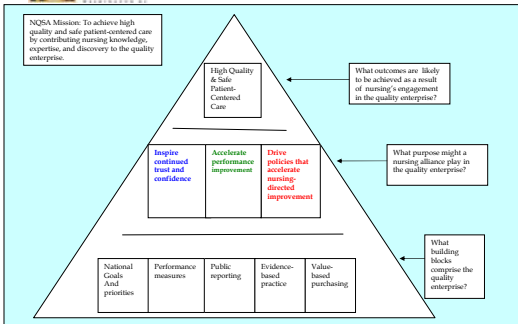 NQSA Mission: To achieve high
quality and safe patient-centered care
by contributing nursing knowledge,
expertise, and discovery to the quality
enterprise.
High Quality
& Safe
Patient-
Centered
Care
What outcomes are likely
to be achieved as a result
of nursing's engagement
in the quality enterprise?
Inspire
continued
trust and
confidence
Accelerate
performance
improvement
Drive
policies that
accelerate
nursing-
directed
improvement
What purpose might a
nursing alliance play in
the quality enterprise?
National
Goals
And
priorities
Performance
measures
Public
reporting
Evidence-
based
practice
Value-
based
purchasing
What
building
blocks
comprise the
quality
enterprise?